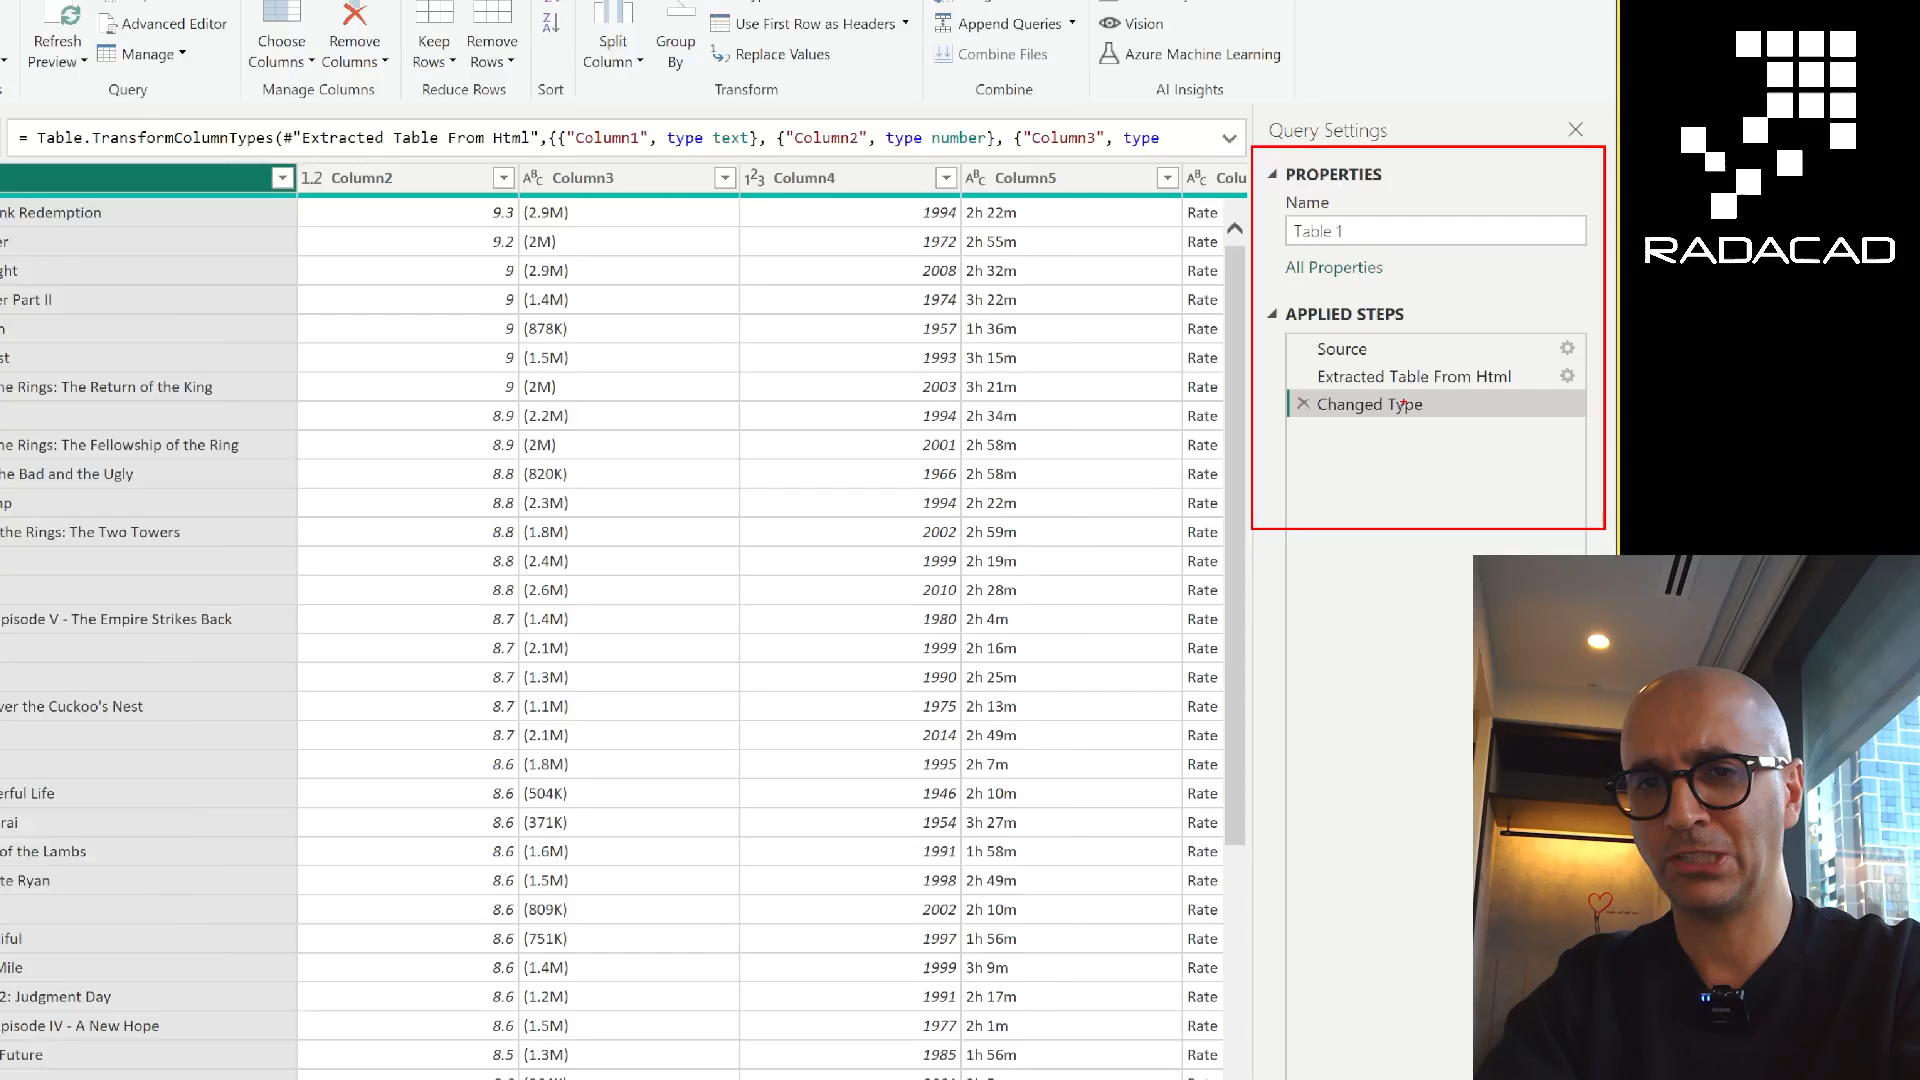 Advanced Editor
Use First Row as Headers
Append Queries
Vision
Refresh
Preview
Manage
Choose
Columns
Remove
Columns
Keep
Rows
Remove
Rows
Split
Column
Group
By
Replace Values
Combine Files
Azure Machine Learning
Query
Manage Columns
Reduce Rows
Sort
Transform
Combine
AI Insights
= Table.TransformColumnTypes(#"Extracted Table From Html",{{"Column1", type text}, {"Column2", type number}, {"Column3", type
1.2 Column2 ABC Column3 123 Column4 ABC Column5 ABC Colu
nk Redemption 9.3 (2.9M) 1994 2h 22m Rate
er 9.2 (2M) 1972 2h 55m Rate
ght 9 (2.9M) 2008 2h 32m Rate
er Part II 9 (1.4M) 1974 3h 22m Rate
n 9 (878K) 1957 1h 36m Rate
st 9 (1.5M) 1993 3h 15m Rate
ne Rings: The Return of the King 9 (2M) 2003 3h 21m Rate
8.9 (2.2M) 1994 2h 34m Rate
ne Rings: The Fellowship of the Ring 8.9 (2M) 2001 2h 58m Rate
he Bad and the Ugly 8.8 (820K) 1966 2h 58m Rate
np 8.8 (2.3M) 1994 2h 22m Rate
the Rings: The Two Towers 8.8 (1.8M) 2002 2h 59m Rate
8.8 (2.4M) 1999 2h 19m Rate
8.8 (2.6M) 2010 2h 28m Rate
pisode V - The Empire Strikes Back 8.7 (1.4M) 1980 2h 4m Rate
8.7 (2.1M) 1999 2h 16m Rate
8.7 (1.3M) 1990 2h 25m Rate
ver the Cuckoo's Nest 8.7 (1.1M) 1975 2h 13m Rate
8.7 (2.1M) 2014 2h 49m Rate
8.6 (1.8M) 1995 2h 7m Rate
erful Life 8.6 (504K) 1946 2h 10m Rate
rai 8.6 (371K) 1954 3h 27m Rate
of the Lambs 8.6 (1.6M) 1991 1h 58m Rate
te Ryan 8.6 (1.5M) 1998 2h 49m Rate
8.6 (809K) 2002 2h 10m Rate
iful 8.6 (751K) 1997 1h 56m Rate
Mile 8.6 (1.4M) 1999 3h 9m Rate
2: Judgment Day 8.6 (1.2M) 1991 2h 17m Rate
pisode IV - A New Hope 8.6 (1.5M) 1977 2h 1m Rate
Future 8.5 (1.3M) 1985 1h 56m Rate
Query Settings
PROPERTIES
Name
Table 1
All Properties
APPLIED STEPS
Source
Extracted Table From Html
Changed Type
RADACAD